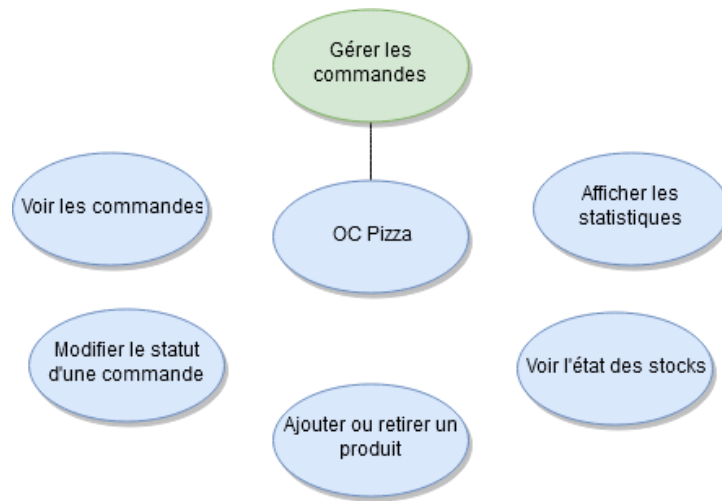 Gérer les
commandes
Voir les commandes
OC Pizza
Afficher les
statistiques
Modifier le statut
d'une commande
Voir l'état des stocks
Ajouter ou retirer un
produit